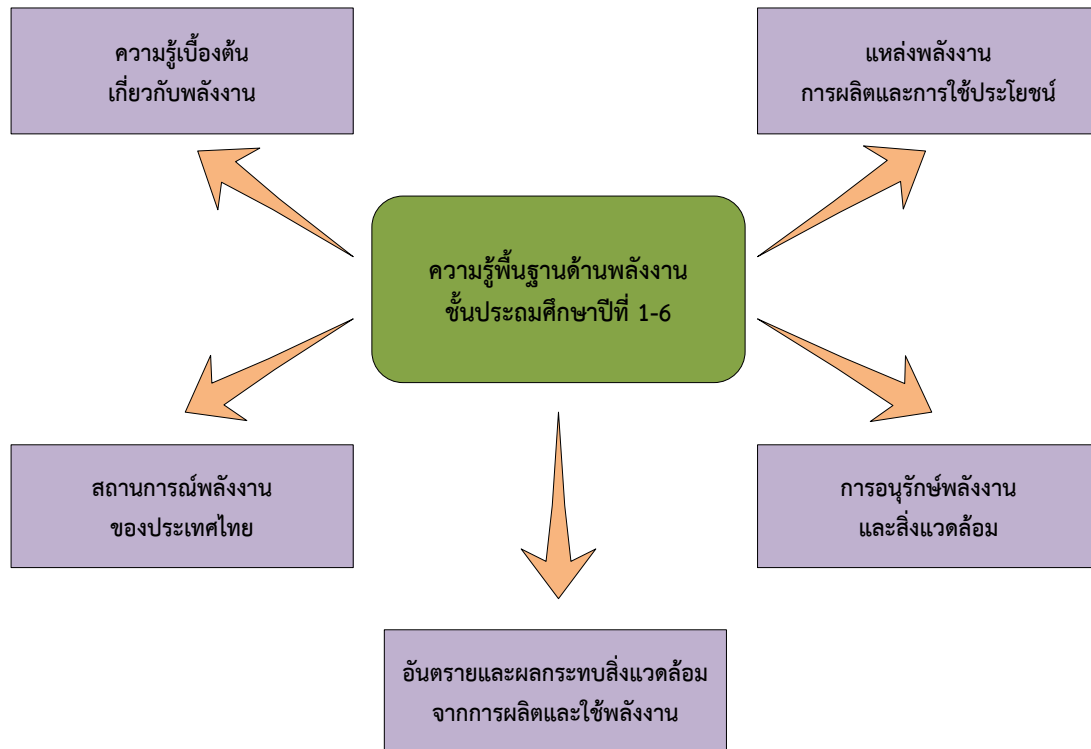 ความรู้เบื้องต้น
เกี่ยวกับพลังงาน
แหล่งพลังงาน
การผลิตและการใช้ประโยชน์
ความรู้พื้นฐานด้านพลังงาน
ชั้นประถมศึกษาปีที่ 1-6
สถานการณ์พลังงาน
ของประเทศไทย
การอนุรักษ์พลังงาน
และสิ่งแวดล้อม
อันตรายและผลกระทบสิ่งแวดล้อม
จากการผลิตและใช้พลังงาน